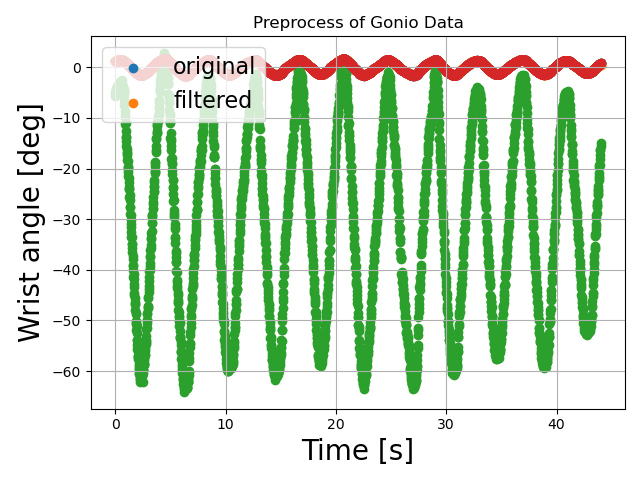 Preprocess of Gonio Data
original
filtered
Wrist angle [deg]
0
−10
−20
−30
−40
−50
−60
0 10 20 30 40
Time [s]